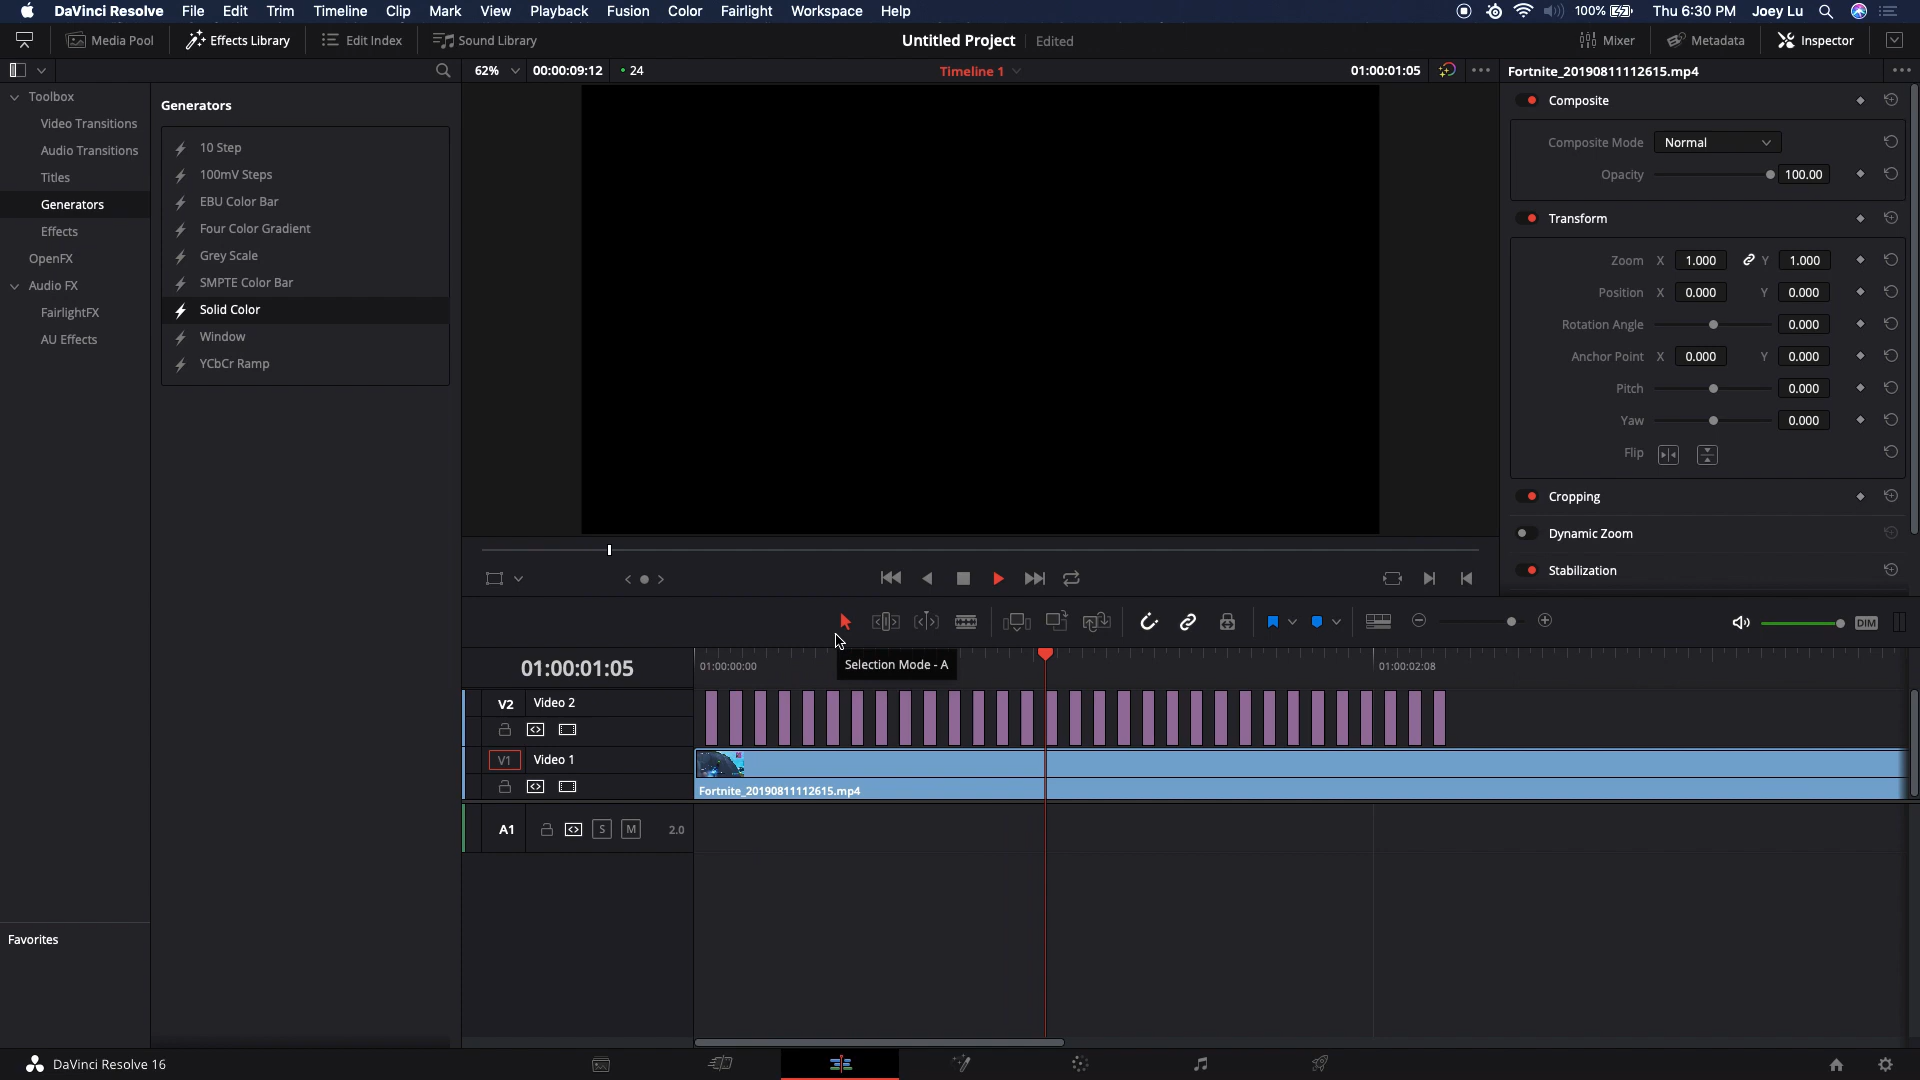 DaVinci Resolve File Edit Trim Timeline Clip Mark View Playback Fusion Color Fairlight Workspace Help 100% Thu 6:30 PM Joey Lu
Media Pool Effects Library Edit Index Sound Library Untitled Project Edited Mixer Metadata Inspector
62% 00:00:09:12 24 Timeline 1 01:00:01:05 Fortnite_20190811112615.mp4
Toolbox
Video Transitions
Audio Transitions
Titles
Generators
Effects
OpenFX
Audio FX
FairlightFX
AU Effects
Favorites
Generators
10 Step
100mV Steps
EBU Color Bar
Four Color Gradient
Grey Scale
SMPTE Color Bar
Solid Color
Window
YCbCr Ramp
Composite
Composite Mode Normal
Opacity 100.00
Transform
Zoom X 1.000 Y 1.000
Position X 0.000 Y 0.000
Rotation Angle 0.000
Anchor Point X 0.000 Y 0.000
Pitch 0.000
Yaw 0.000
Flip
Cropping
Dynamic Zoom
Stabilization
DIM
Selection Mode - A
01:00:01:05 01:00:00:00 01:00:02:08
V2 Video 2
V1 Video 1
Fortnite_20190811112615.mp4
A1 S M 2.0
DaVinci Resolve 16